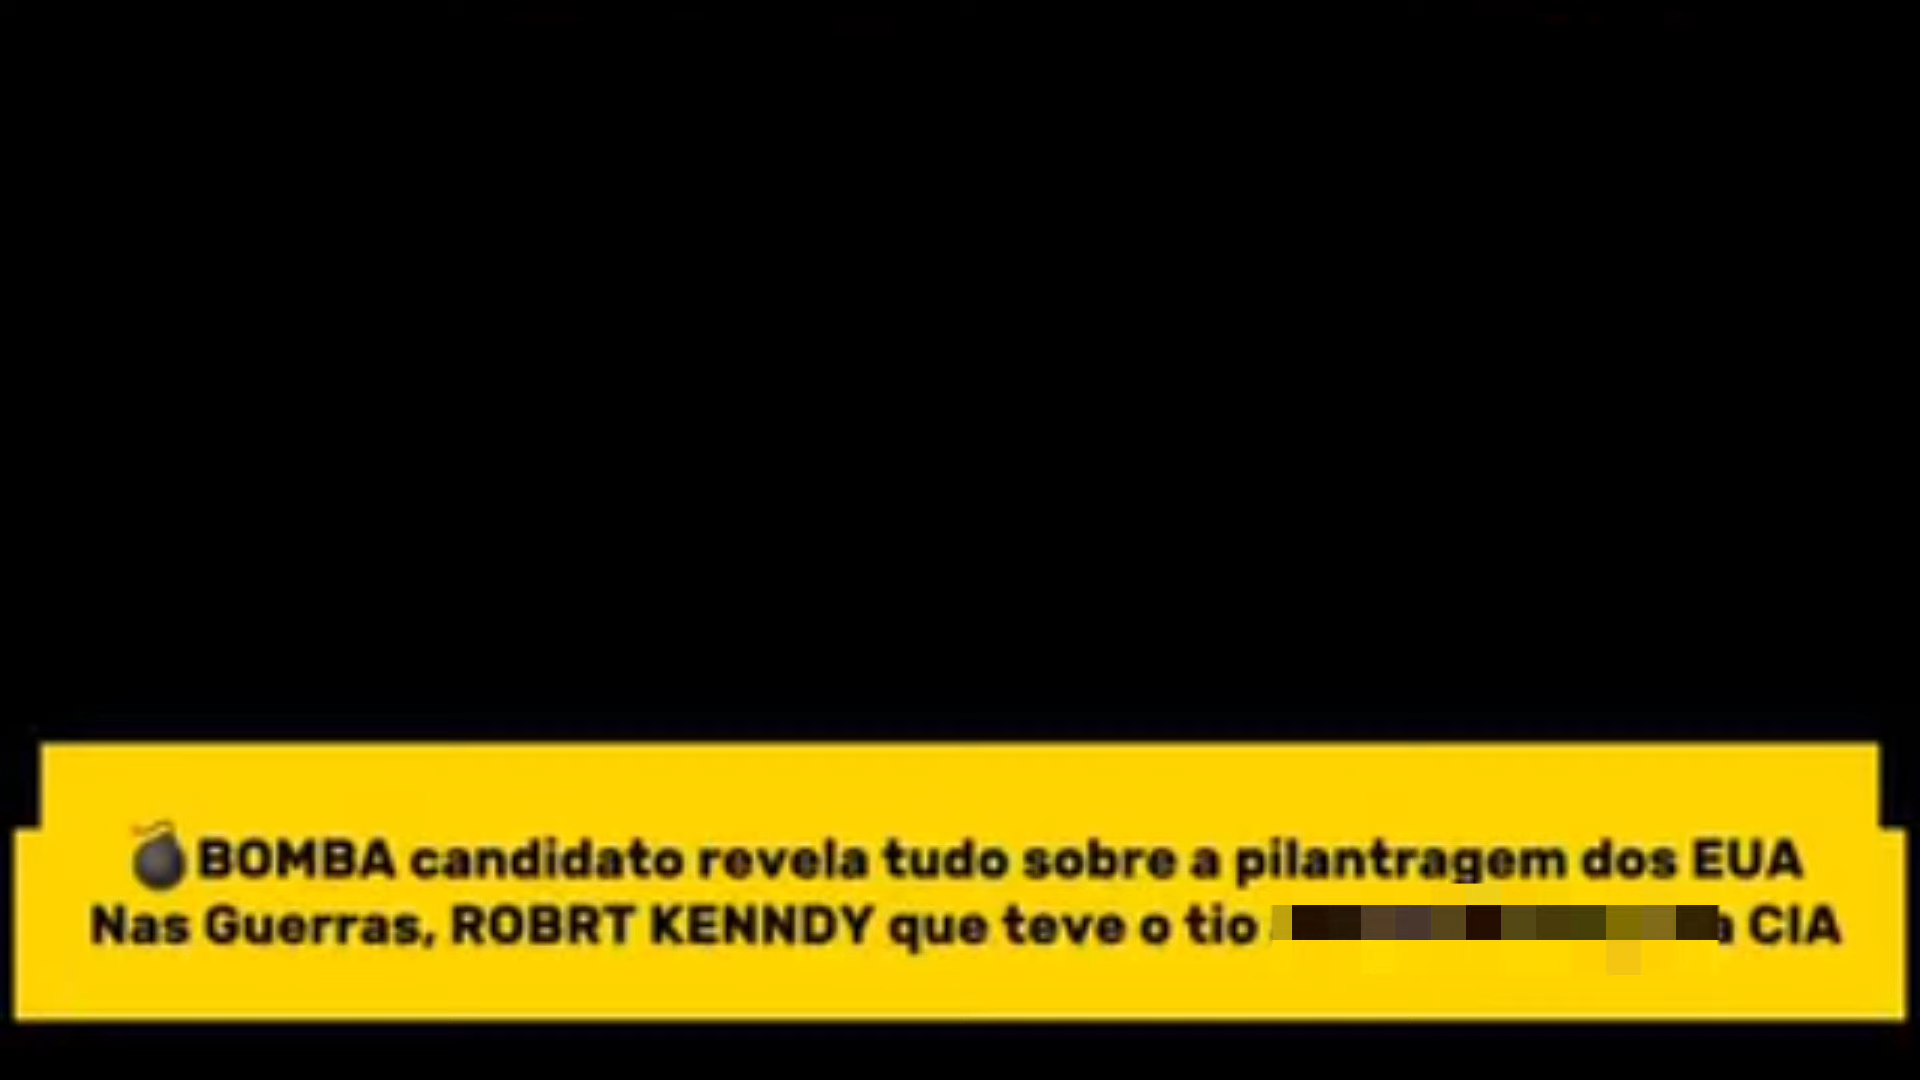 💣BOMBA candidato revela tudo sobre a pilantragem dos EUA
Nas Guerras, ROBRT KENNDY que teve o tio CIA